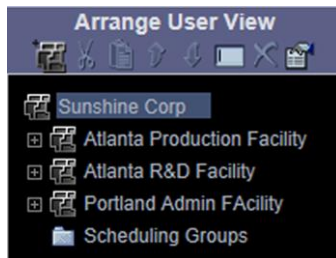 Arrange User View
Sunshine Corp
Atlanta Production Facility
Atlanta R&D Facility
Portland Admin FAcility
Scheduling Groups